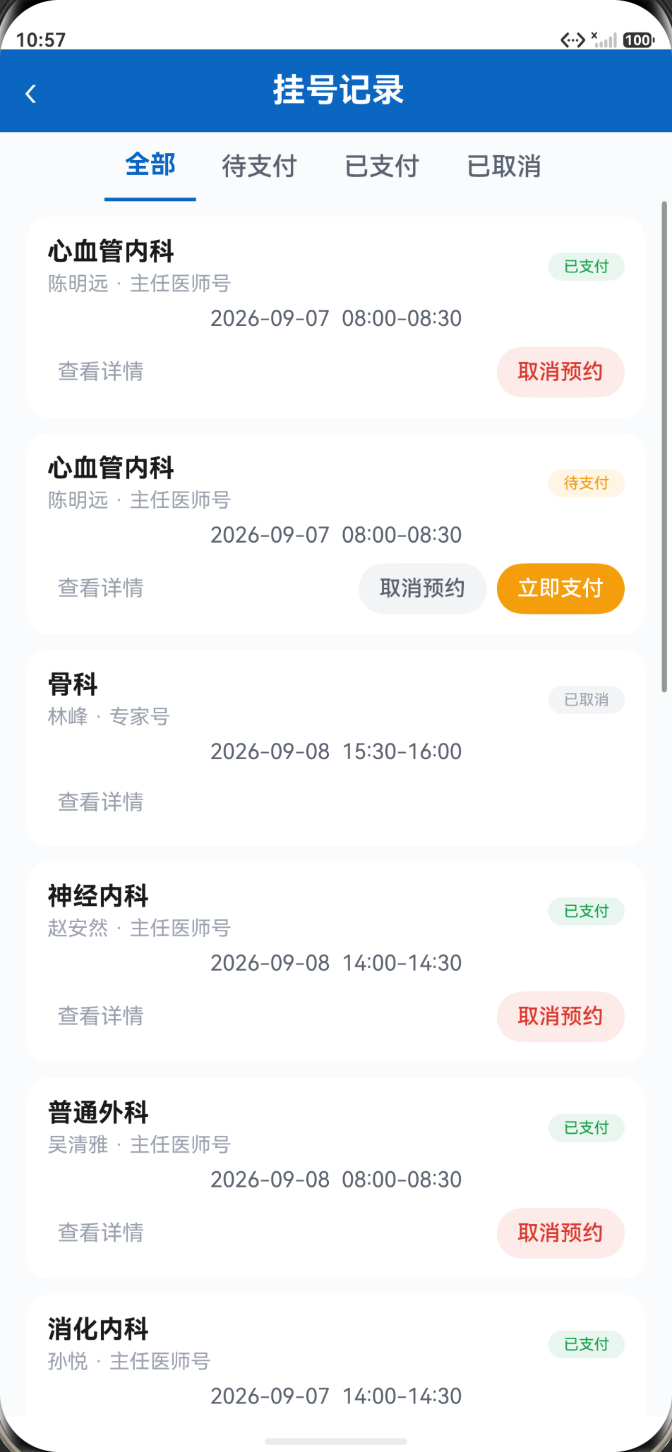 10:57
100
挂号记录
全部 待支付 已支付 已取消
心血管内科
已支付
陈明远 · 主任医师号
2026-09-07 08:00-08:30
查看详情 取消预约
心血管内科
待支付
陈明远 · 主任医师号
2026-09-07 08:00-08:30
查看详情 取消预约 立即支付
骨科
已取消
林峰 · 专家号
2026-09-08 15:30-16:00
查看详情
神经内科
已支付
赵安然 · 主任医师号
2026-09-08 14:00-14:30
查看详情 取消预约
普通外科
已支付
吴清雅 · 主任医师号
2026-09-08 08:00-08:30
查看详情 取消预约
消化内科
已支付
孙悦 · 主任医师号
2026-09-07 14:00-14:30